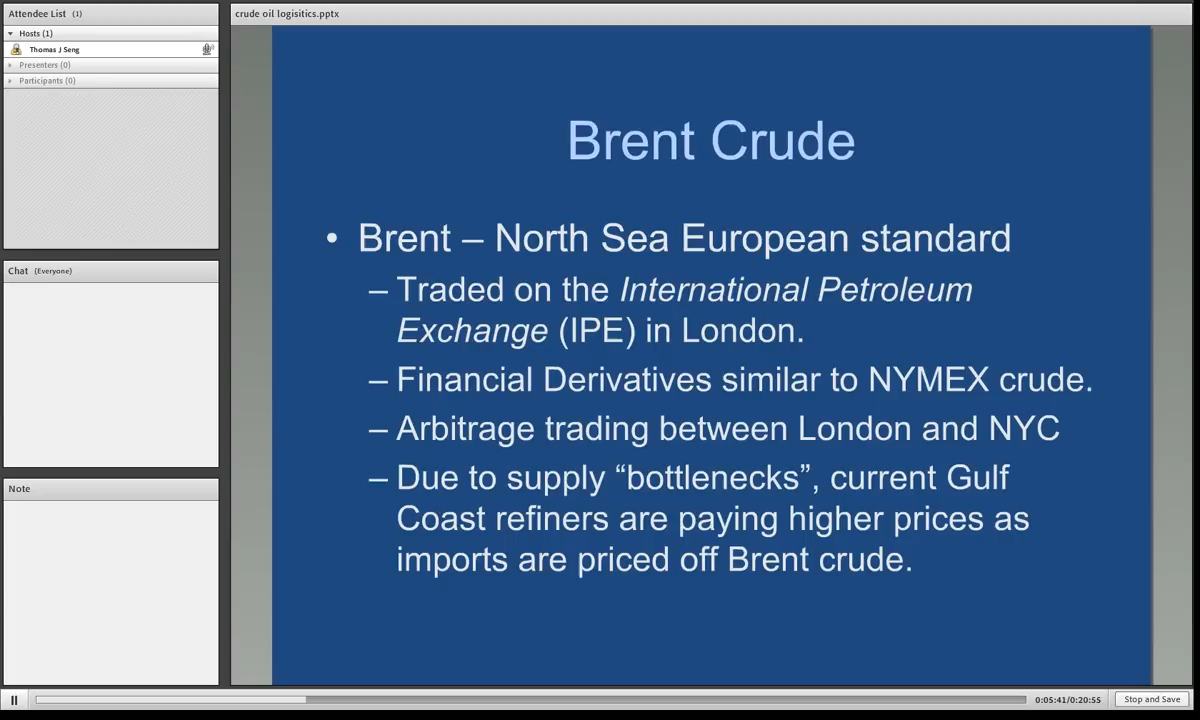 Attendee List (1)
Hosts (1)
Thomas J Seng
Presenters (0)
Participants (0)
Chat (Everyone)
Note
crude oil logisitics.pptx
Brent Crude
• Brent – North Sea European standard
– Traded on the International Petroleum
Exchange (IPE) in London.
– Financial Derivatives similar to NYMEX crude.
– Arbitrage trading between London and NYC
– Due to supply “bottlenecks”, current Gulf
Coast refiners are paying higher prices as
imports are priced off Brent crude.
0:05:41/0:20:55
Stop and Save